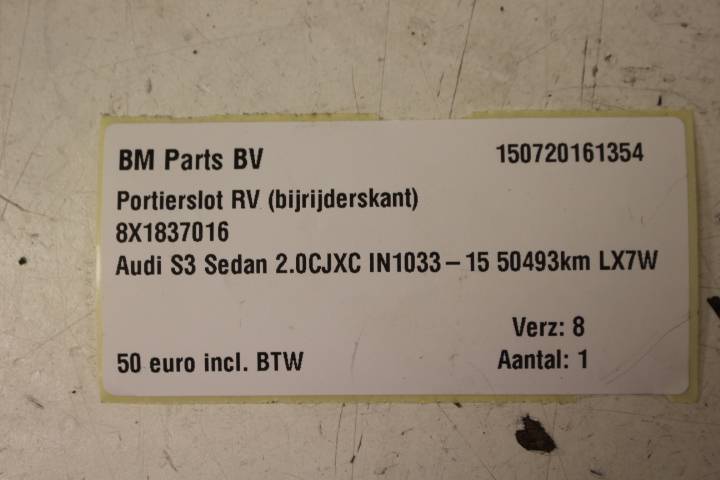 BM Parts BV 150720161354
Portierslot RV (bijrijderskant)
8X1837016
Audi S3 Sedan 2.0CJXC IN1033 – 15 50493km LX7W
Verz: 8
50 euro incl. BTW Aantal: 1